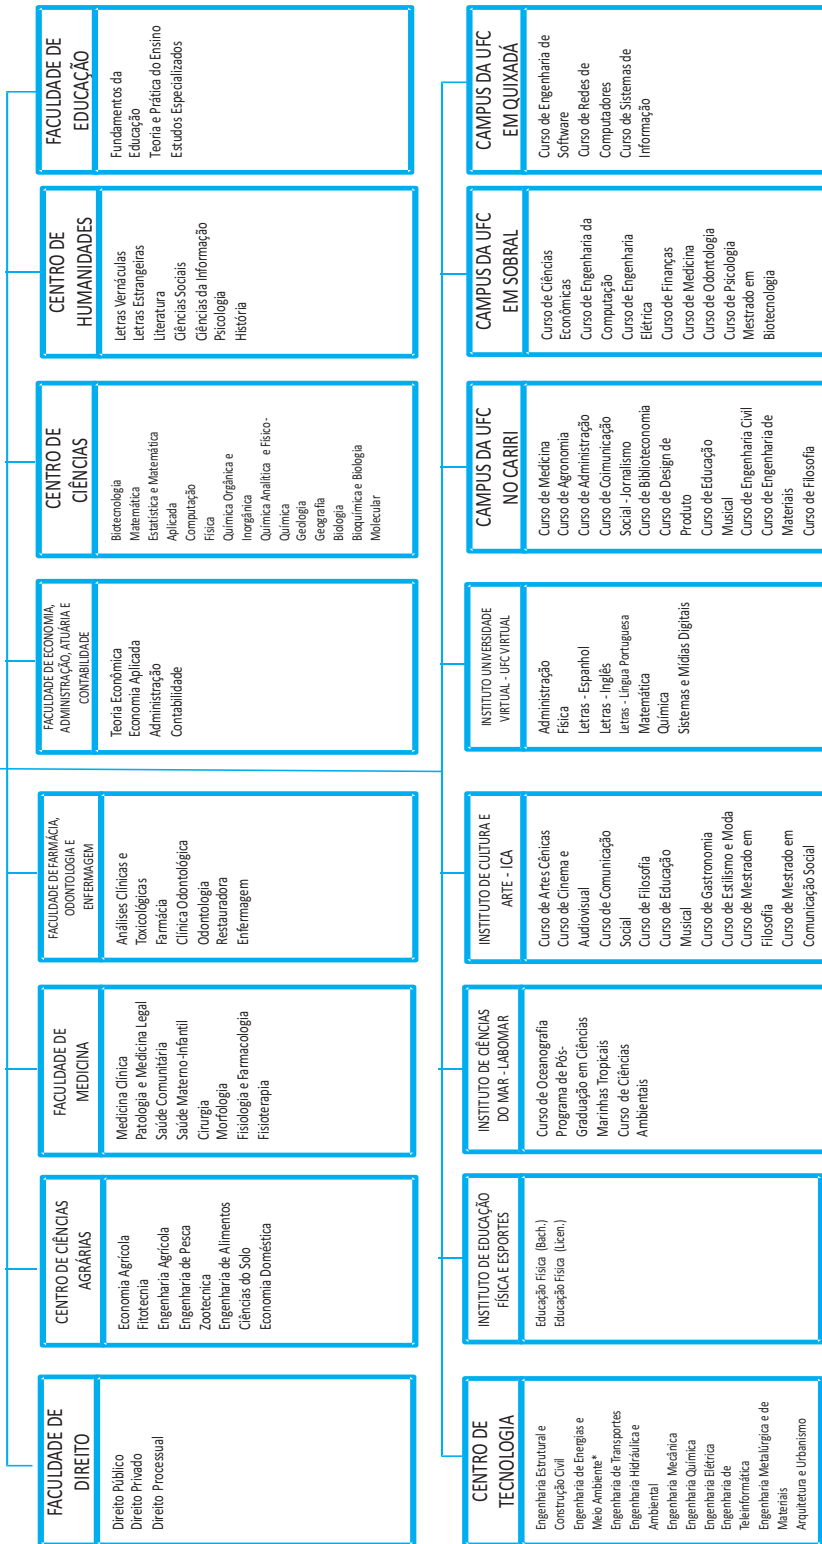 FACULDADE DE
DIREITO
Direito Público
Direito Privado
Direito Processual
CENTRO DE CIÊNCIAS
AGRÁRIAS
Economia Agrícola
Fitotecnia
Engenharia Agrícola
Engenharia de Pesca
Zootecnica
Engenharia de Alimentos
Ciências do Solo
Economia Doméstica
FACULDADE DE
MEDICINA
Medicina Clínica
Patologia e Medicina Legal
Saúde Comunitária
Saúde Materno-Infantil
Cirurgia
Morfologia
Fisiologia e Farmacologia
Fisioterapia
FACULDADE DE FARMÁCIA,
ODONTOLOGIA E
ENFERMAGEM
Análises Clínicas e
Toxicológicas
Farmácia
Clínica Odontológica
Odontologia
Restauradora
Enfermagem
FACULDADE DE ECONOMIA,
ADMINISTRAÇÃO, ATUÁRIA E
CONTABILIDADE
Teoria Econômica
Economia Aplicada
Administração
Contabilidade
CENTRO DE
CIÊNCIAS
Biotecnologia
Matemática
Estatística e Matemática
Aplicada
Computação
Física
Química Orgânica e
Inorgânica
Química Analítica e Físico-
Química
Geologia
Geografia
Biologia
Bioquímica e Biologia
Molecular
CENTRO DE
HUMANIDADES
Letras Vernáculas
Letras Estrangeiras
Literatura
Ciências Sociais
Ciências da Informação
Psicologia
História
FACULDADE DE
EDUCAÇÃO
Fundamentos da
Educação
Teoria e Prática do Ensino
Estudos Especializados
CENTRO DE
TECNOLOGIA
Engenharia Estrutural e
Construção Civil
Engenharia de Energias e
Meio Ambiente*
Engenharia de Transportes
Engenharia Hidráulica e
Ambiental
Engenharia Mecânica
Engenharia Química
Engenharia Elétrica
Engenharia de
Teleinformática
Engenharia Metalúrgica e de
Materiais
Arquitetura e Urbanismo
INSTITUTO DE EDUCAÇÃO
FÍSICA E ESPORTES
Educação Física (Bach.)
Educação Física (Licen.)
INSTITUTO DE CIÊNCIAS
DO MAR - LABOMAR
Curso de Oceanografia
Programa de Pós-
Graduação em Ciências
Marinhas Tropicais
Curso de Ciências
Ambientais
INSTITUTO DE CULTURA E
ARTE - ICA
Curso de Artes Cênicas
Curso de Cinema e
Audiovisual
Curso de Comunicação
Social
Curso de Filosofia
Curso de Educação
Musical
Curso de Gastronomia
Curso de Estilismo e Moda
Curso de Mestrado em
Filosofia
Curso de Mestrado em
Comunicação Social
INSTITUTO UNIVERSIDADE
VIRTUAL - UFC VIRTUAL
Administração
Física
Letras - Espanhol
Letras - Inglês
Letras - Língua Portuguesa
Matemática
Química
Sistemas e Mídias Digitais
CAMPUS DA UFC
NO CARIRI
Curso de Medicina
Curso de Agronomia
Curso de Administração
Curso de Coimunicação
Social - Jornalismo
Curso de Biblioteconomia
Curso de Design de
Produto
Curso de Educação
Musical
Curso de Engenharia Civil
Curso de Engenharia de
Materiais
Curso de Filosofia
CAMPUS DA UFC
EM SOBRAL
Curso de Ciências
Econômicas
Curso de Engenharia da
Computação
Curso de Engenharia
Elétrica
Curso de Finanças
Curso de Medicina
Curso de Odontologia
Curso de Psicologia
Mestrado em
Biotecnologia
CAMPUS DA UFC
EM QUIXADÁ
Curso de Engenharia de
Software
Curso de Redes de
Computadores
Curso de Sistemas de
Informação